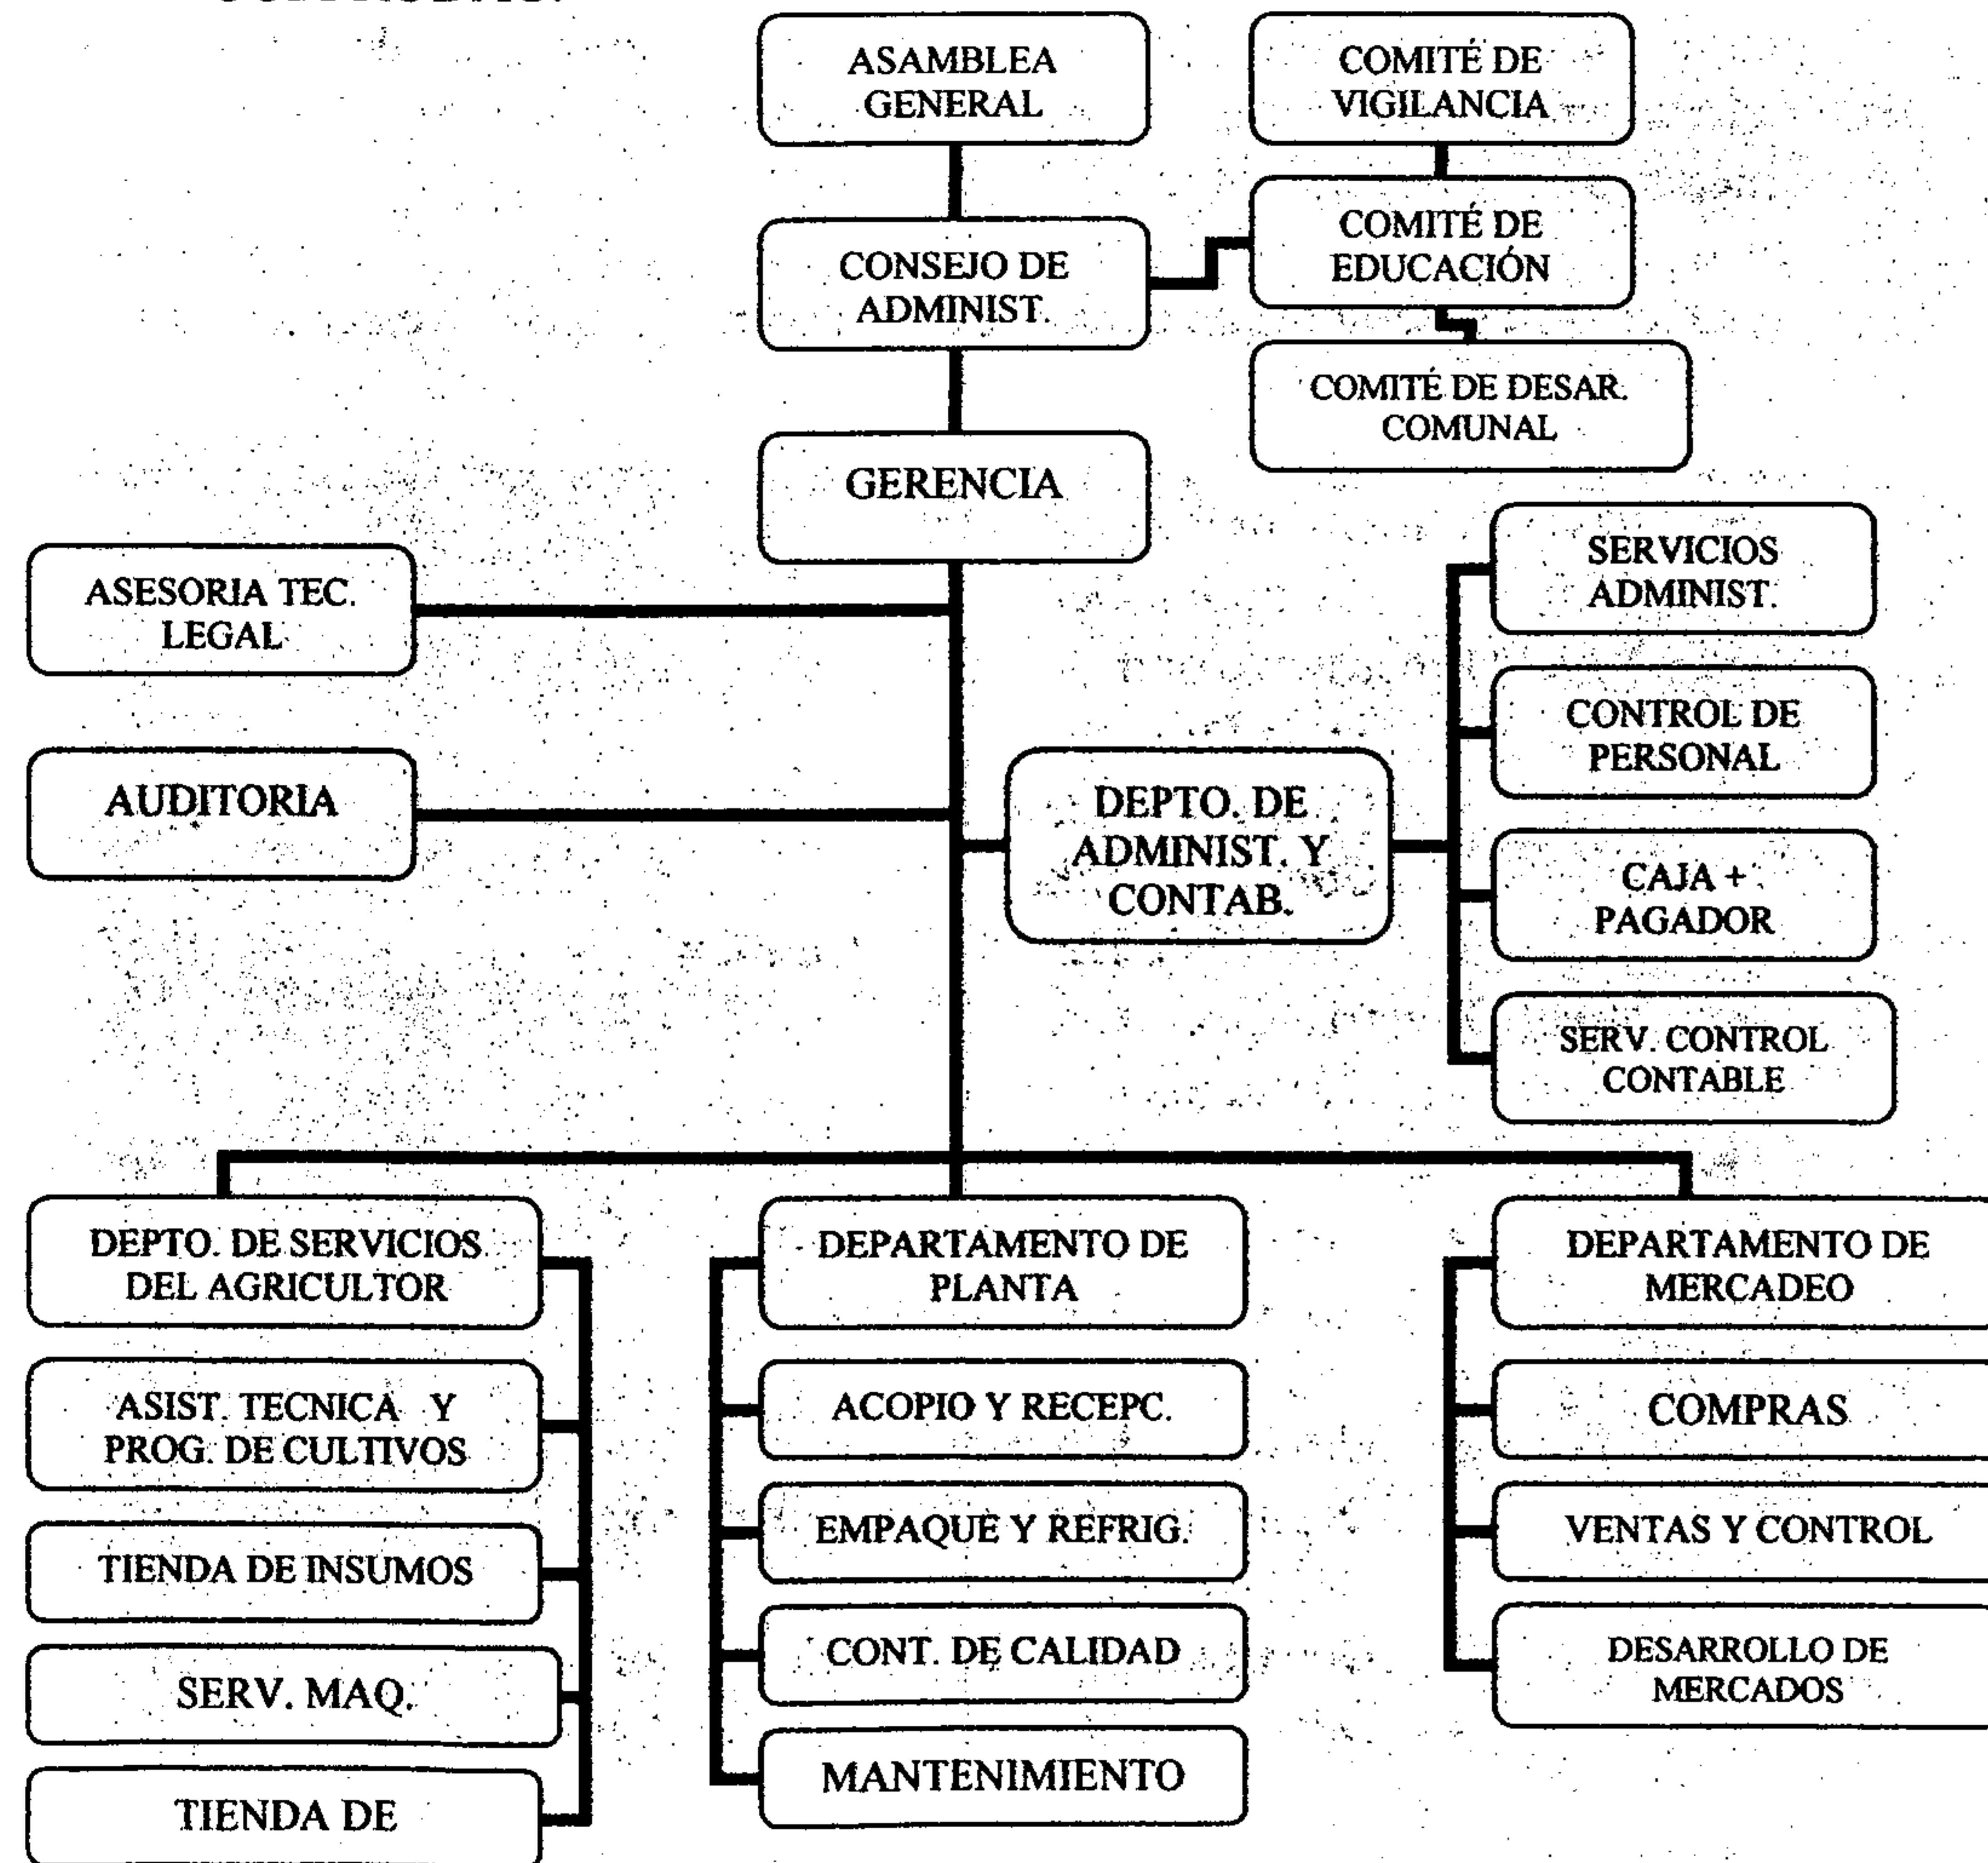 ASAMBLEA
GENERAL
COMITÉ DE
VIGILANCIA
CONSEJO DE
ADMINIST.
COMITÉ DE
EDUCACIÓN
COMITÉ DE DESAR.
COMUNAL
GERENCIA
ASESORIA TEC.
LEGAL
AUDITORIA
DEPTO. DE
ADMINIST. Y
CONTAB.
SERVICIOS
ADMINIST.
CONTROL DE
PERSONAL
CAJA +
PAGADOR
SERV. CONTROL
CONTABLE
DEPTO. DE SERVICIOS
DEL AGRICULTOR
ASIST. TECNICA Y
PROG. DE CULTIVOS
TIENDA DE INSUMOS
SERV. MAQ.
TIENDA DE
DEPARTAMENTO DE
PLANTA
ACOPIO Y RECEPC.
EMPAQUE Y REFRIG.
CONT. DE CALIDAD
MANTENIMIENTO
DEPARTAMENTO DE
MERCADEO
COMPRAS
VENTAS Y CONTROL
DESARROLLO DE
MERCADOS